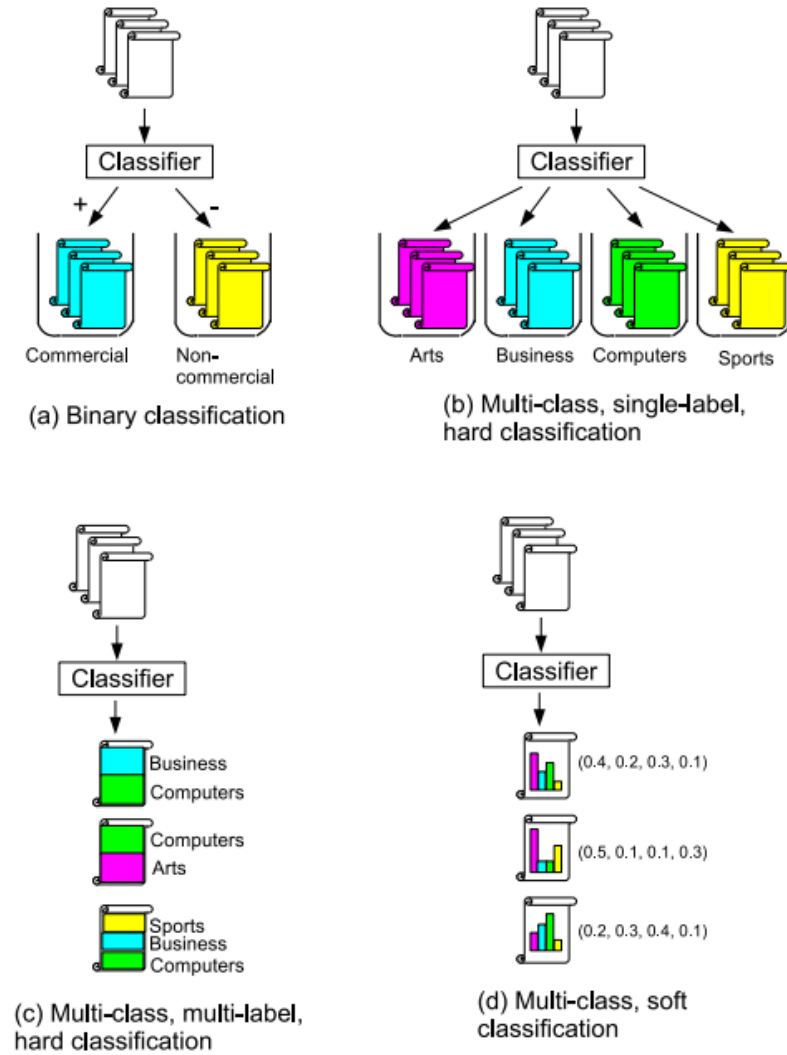 Classifier
+
-
Commercial
Non-
commercial
(a) Binary classification
Classifier
Arts
Business
Computers
Sports
(b) Multi-class, single-label,
hard classification
Classifier
Business
Computers
Computers
Arts
Sports
Business
Computers
(c) Multi-class, multi-label,
hard classification
Classifier
(0.4, 0.2, 0.3, 0.1)
(0.5, 0.1, 0.1, 0.3)
(0.2, 0.3, 0.4, 0.1)
(d) Multi-class, soft
classification